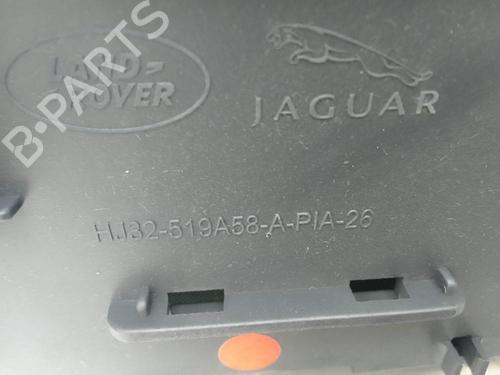 B-PARTS
LAND-
ROVER
JAGUAR
HJ32-519A58-A-PIA-26